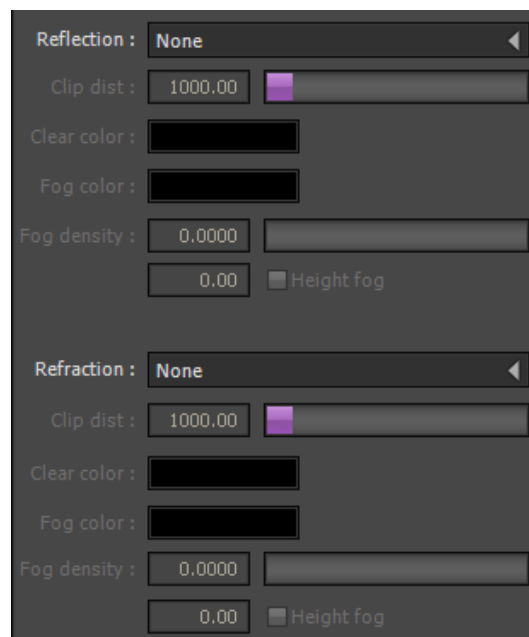 Reflection : None
Clip dist : 1000.00
Clear color :
Fog color :
Fog density : 0.0000
0.00 Height fog
Refraction : None
Clip dist : 1000.00
Clear color :
Fog color :
Fog density : 0.0000
0.00 Height fog